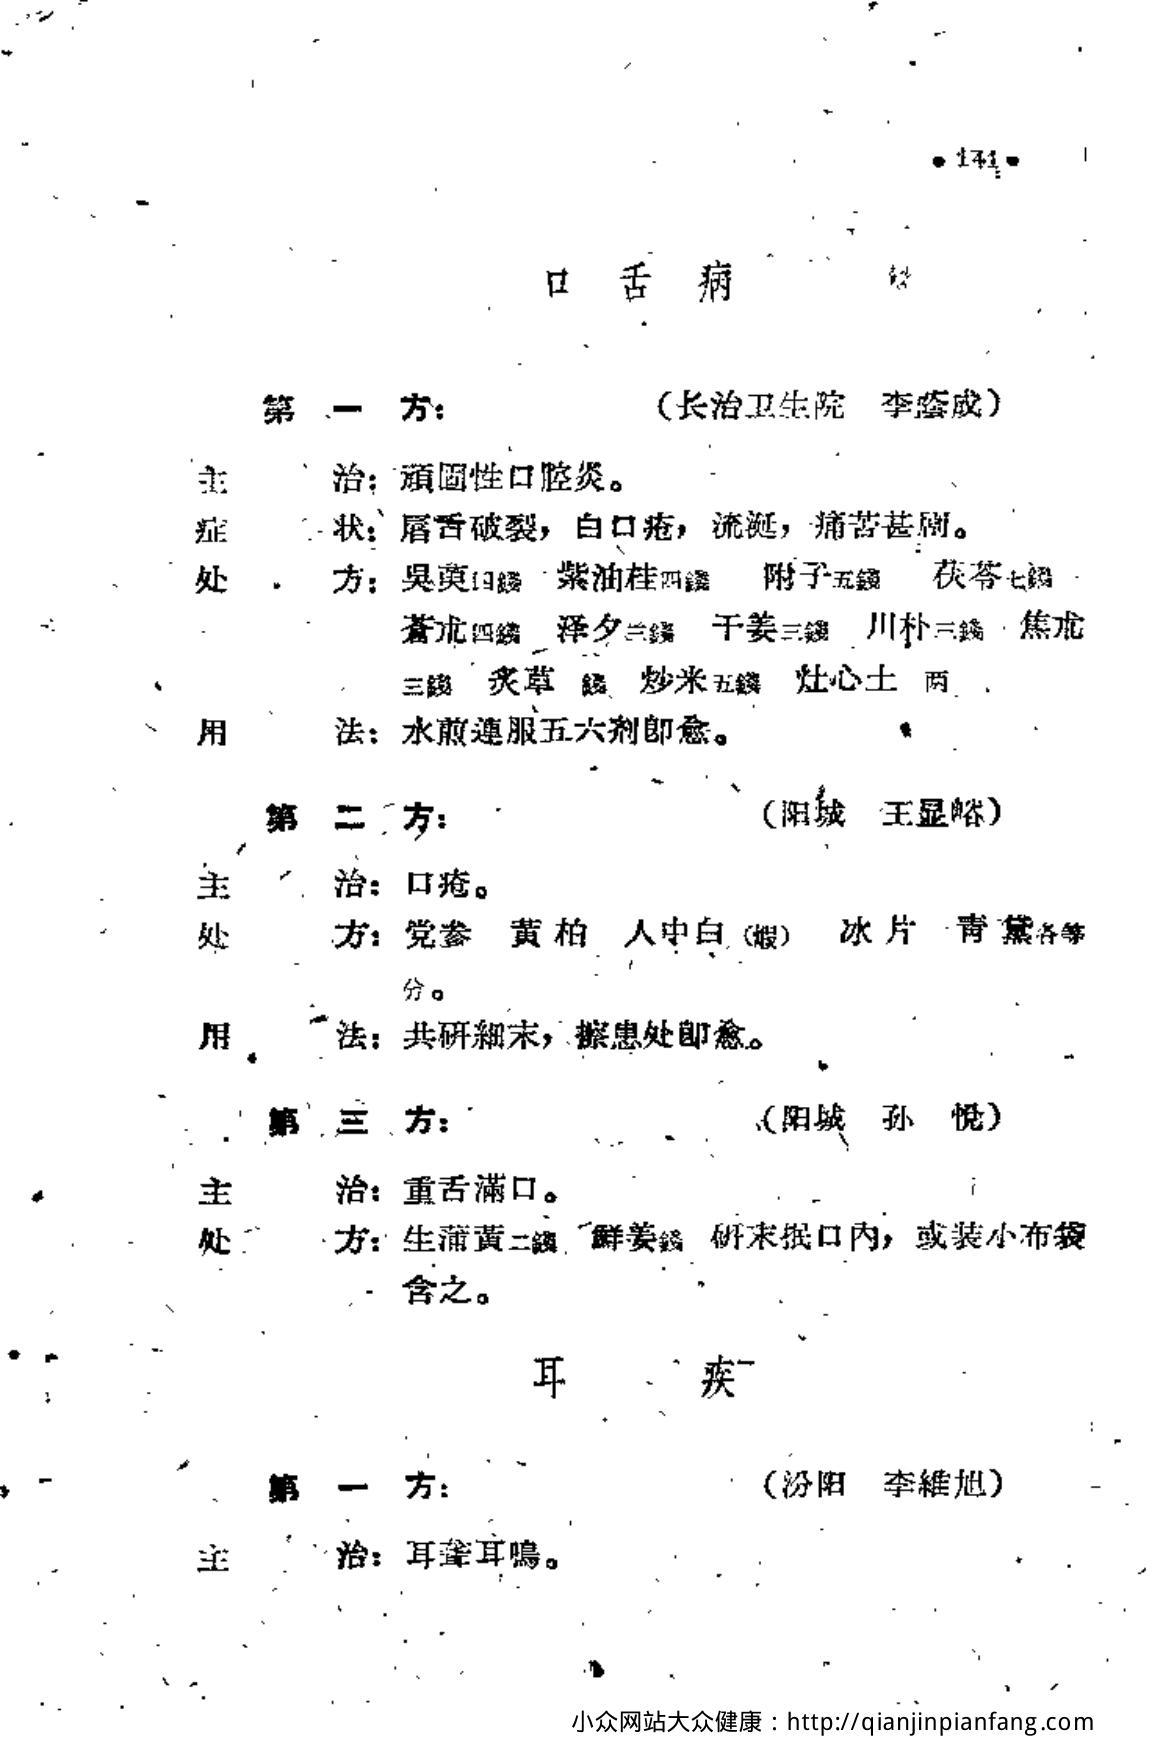 • 141 •
口舌病
第一方： （长治卫生院 李蔭成）
主治：頑固性口腔炎。
症状：唇舌破裂，白口疮，流涎，痛苦甚剧。
处方：吳萸四錢 紫油桂四錢 附子五錢 茯苓七錢
蒼朮四錢 泽夕三錢 干姜三錢 川朴三錢 焦朮
三錢 炙草 錢 炒米五錢 灶心土 两
用法：水煎連服五六剂即愈。
第二方： （阳城 王显峪）
主治：口疮。
处方：党参 黄柏 人中白（煆） 冰片 青黛各等
分。
用法：共研細末，擦患处即愈。
第三方： （阳城 孙悦）
主治：重舌滿口。
处方：生蒲黃二錢 鮮姜錢 研末抿口內，或装小布袋
含之。
耳疾
第一方： （汾阳 李維旭）
主治：耳聾耳鳴。
小众网站大众健康：http://qianjinpianfang.com